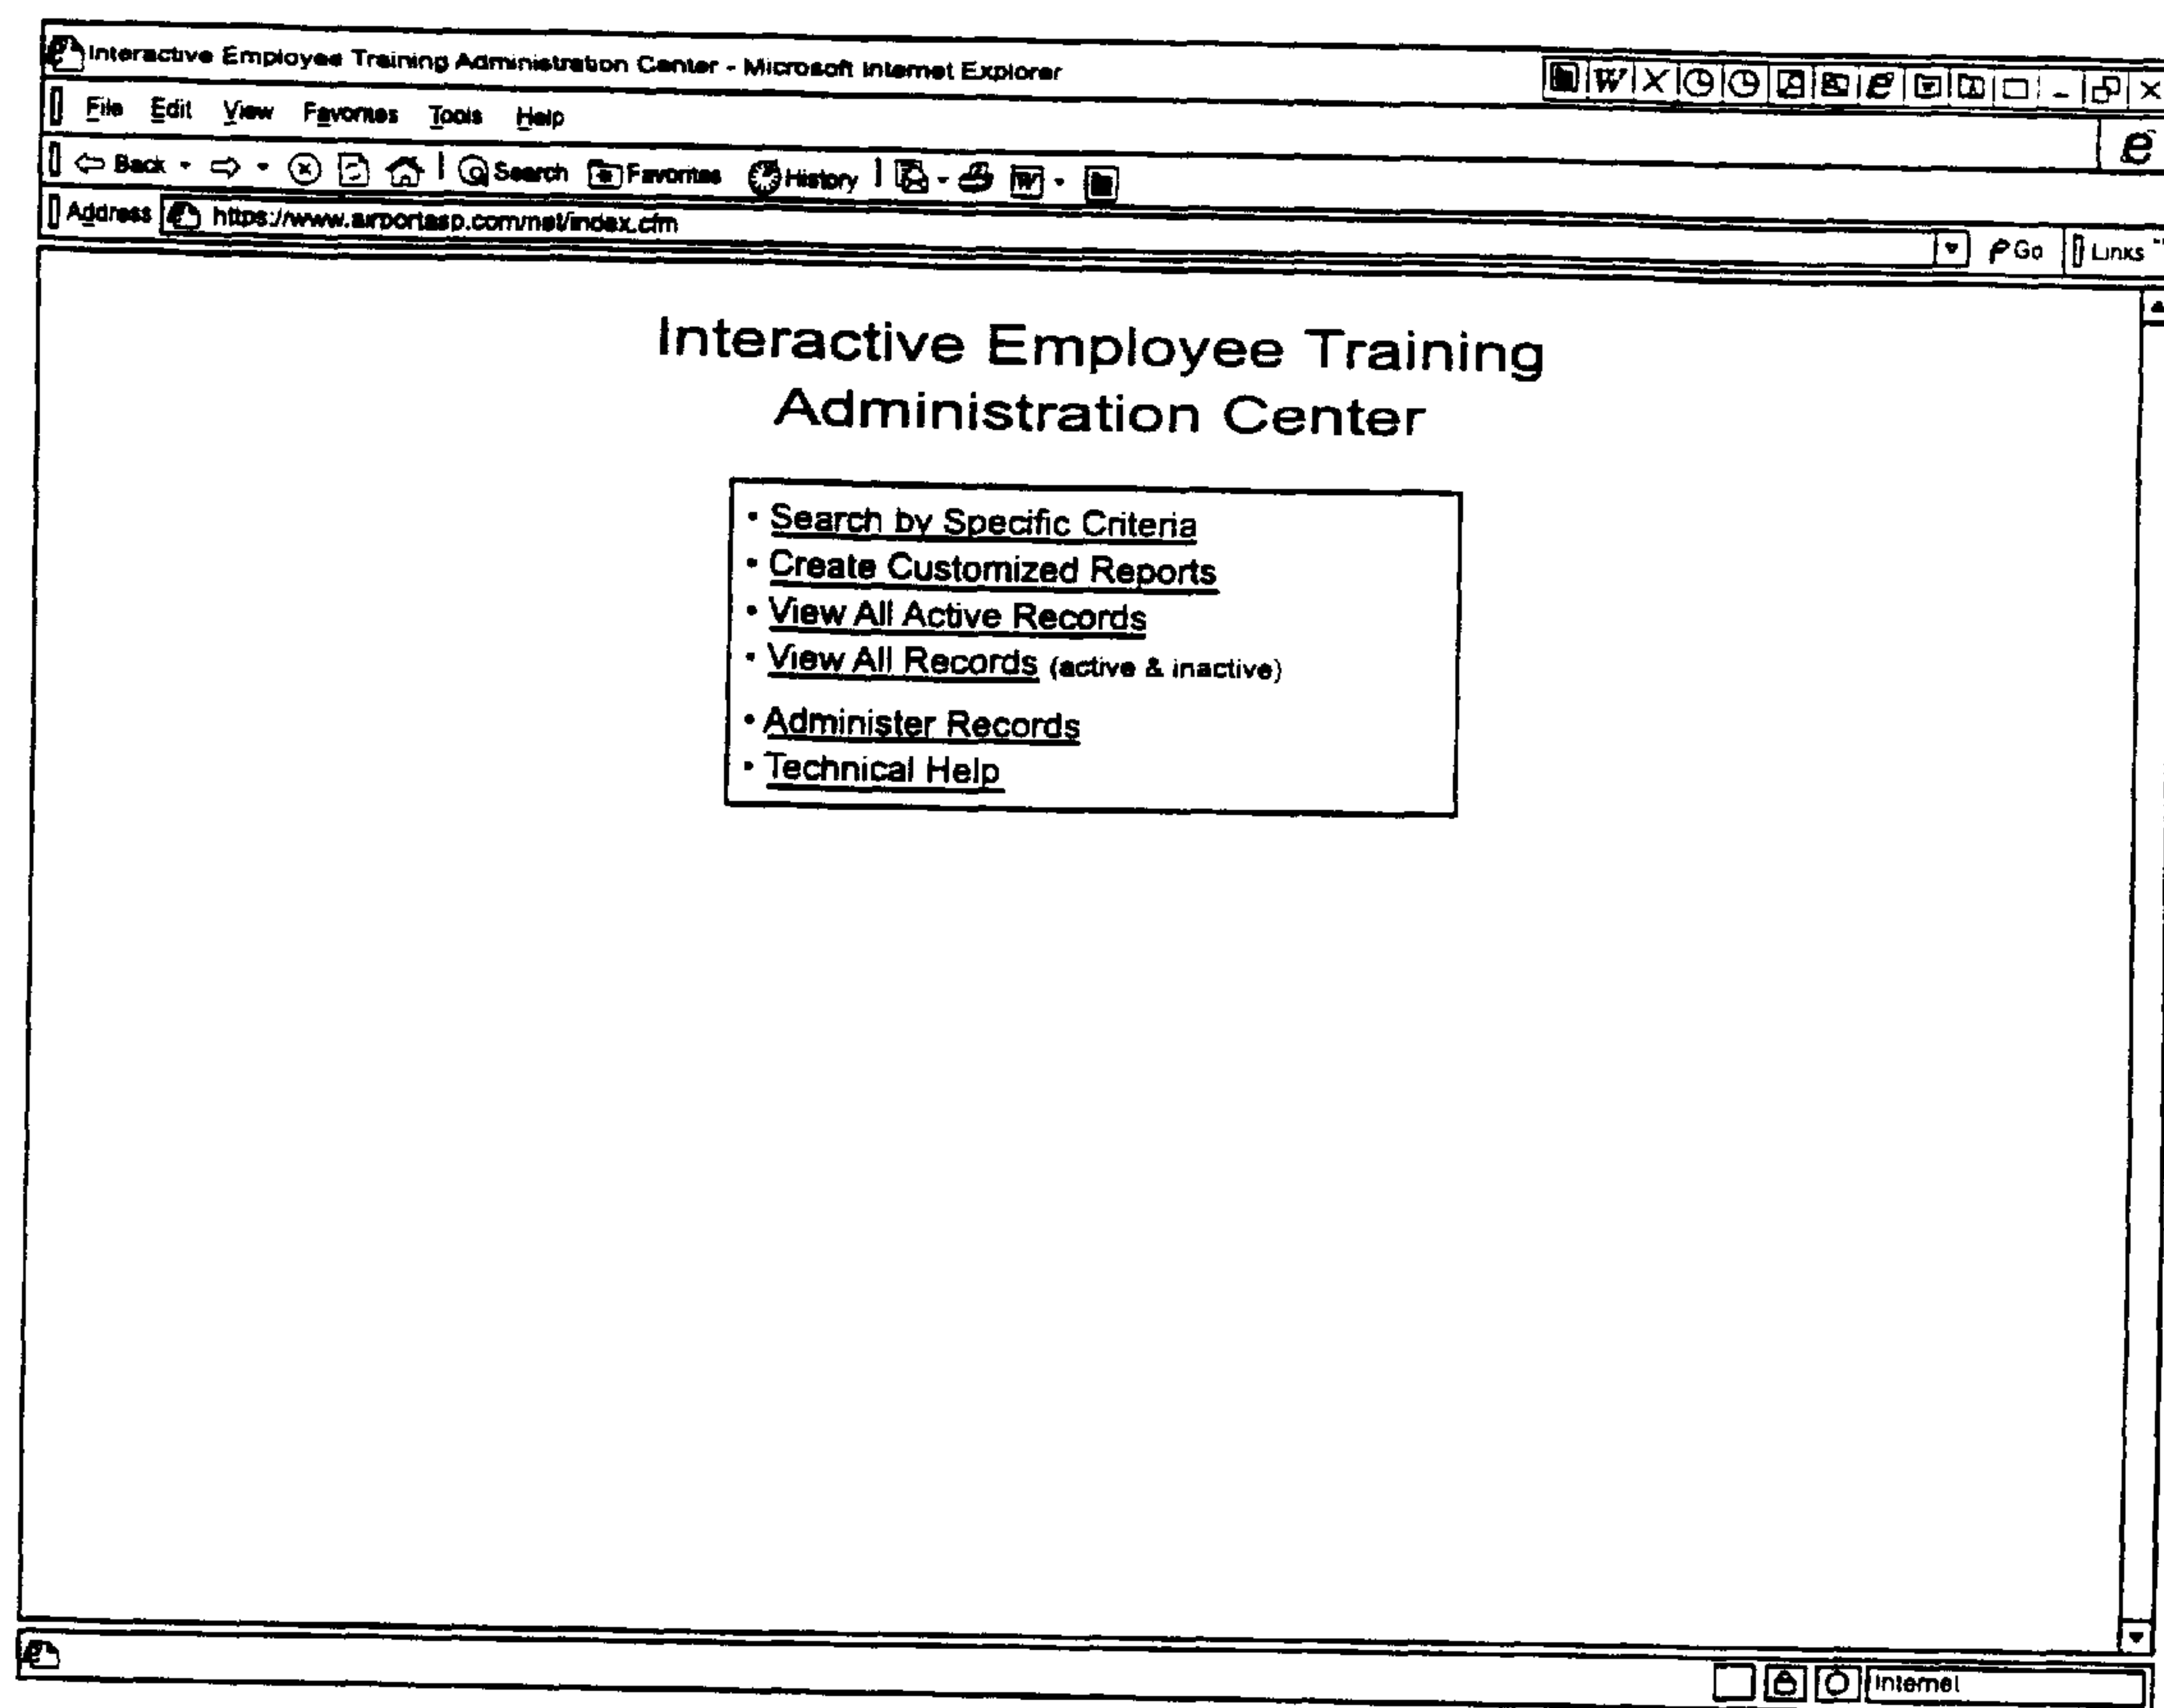 Interactive Employee Training Administration Center - Microsoft Internet Explorer
File Edit View Favorites Tools Help
Back Search Favorites History
Address https://www.airportasp.com/net/index.cfm Go Links
Interactive Employee Training
Administration Center
• Search by Specific Criteria
• Create Customized Reports
• View All Active Records
• View All Records (active & inactive)
• Administer Records
• Technical Help
Internet